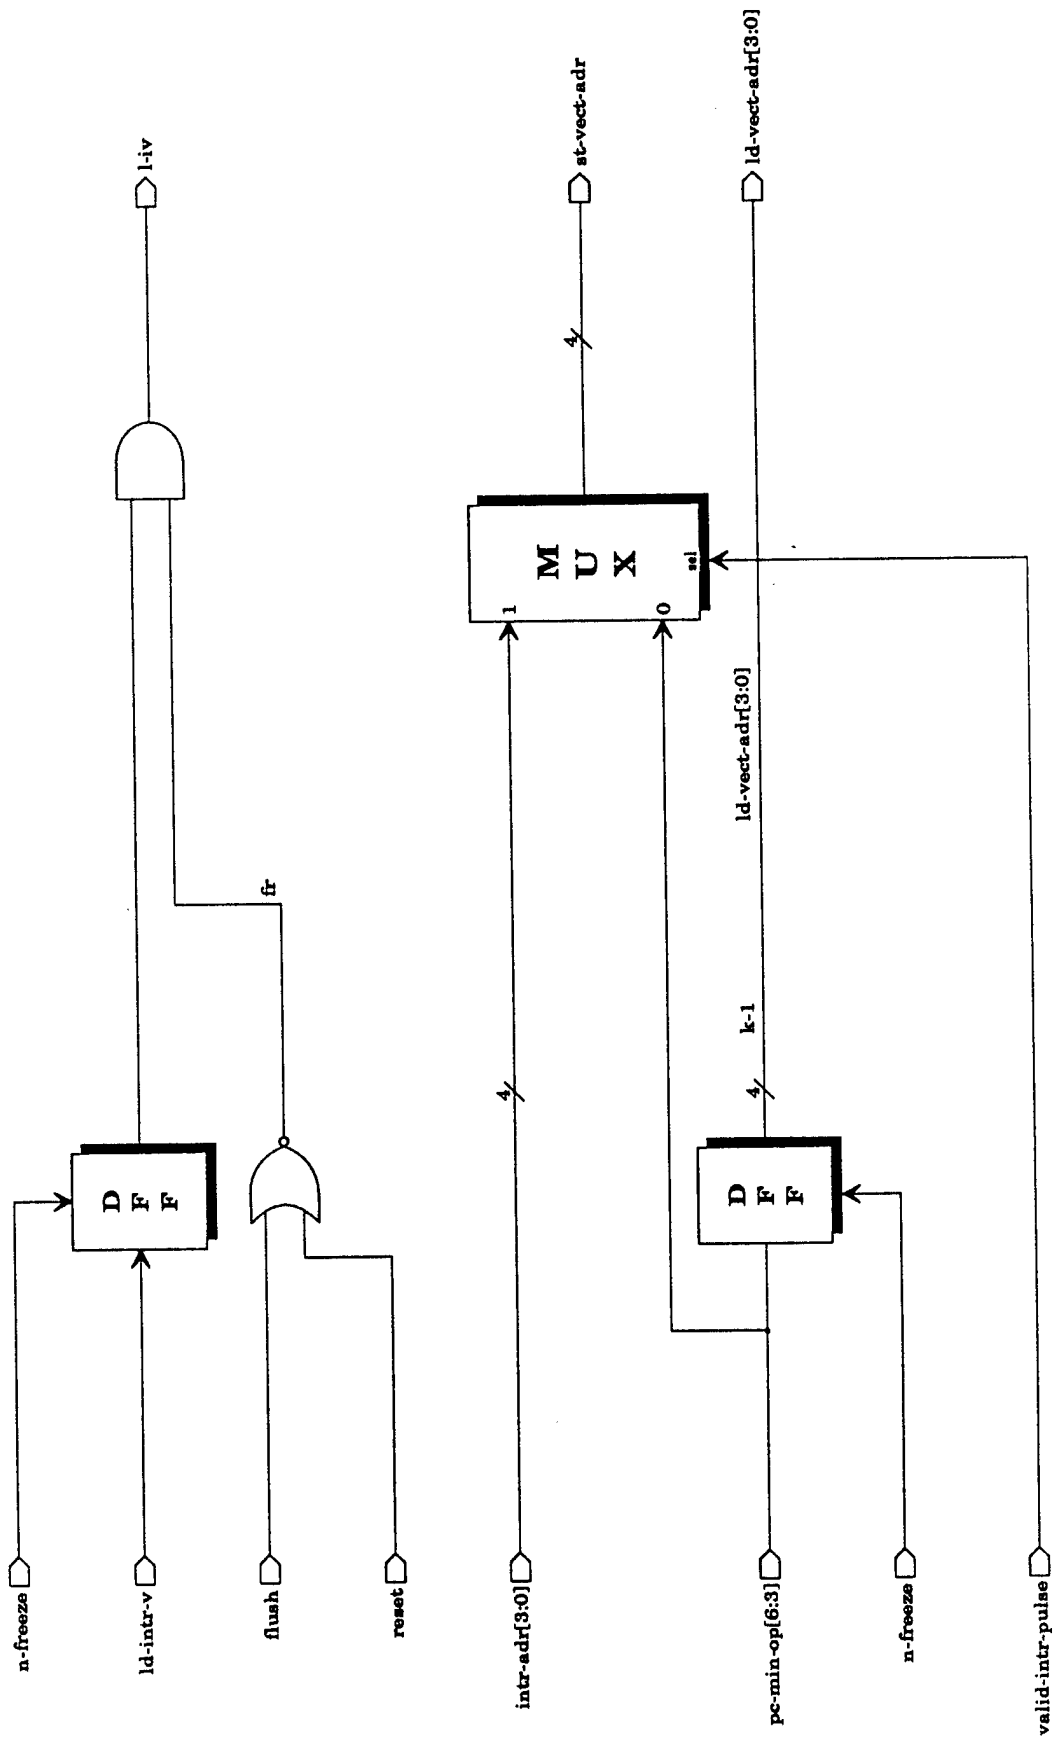 n-freeze
ld-intr-v
flush
reset
intr-adr[3:0]
pc-min-op[6:3]
n-freeze
valid-intr-pulse
D
F
F
fr
l-iv
4
1
0
M
U
X
sel
4
st-vect-adr
D
F
F
4
k-1
ld-vect-adr[3:0]
ld-vect-adr[3:0]